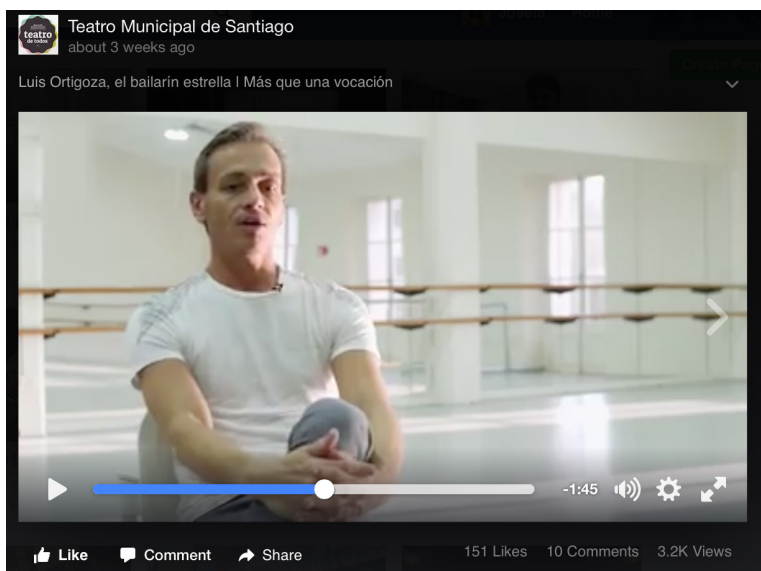 teatro
de todos
Teatro Municipal de Santiago
about 3 weeks ago
Luis Ortigoza, el bailarín estrella l Más que una vocación
-1:45
Like Comment Share 151 Likes 10 Comments 3.2K Views